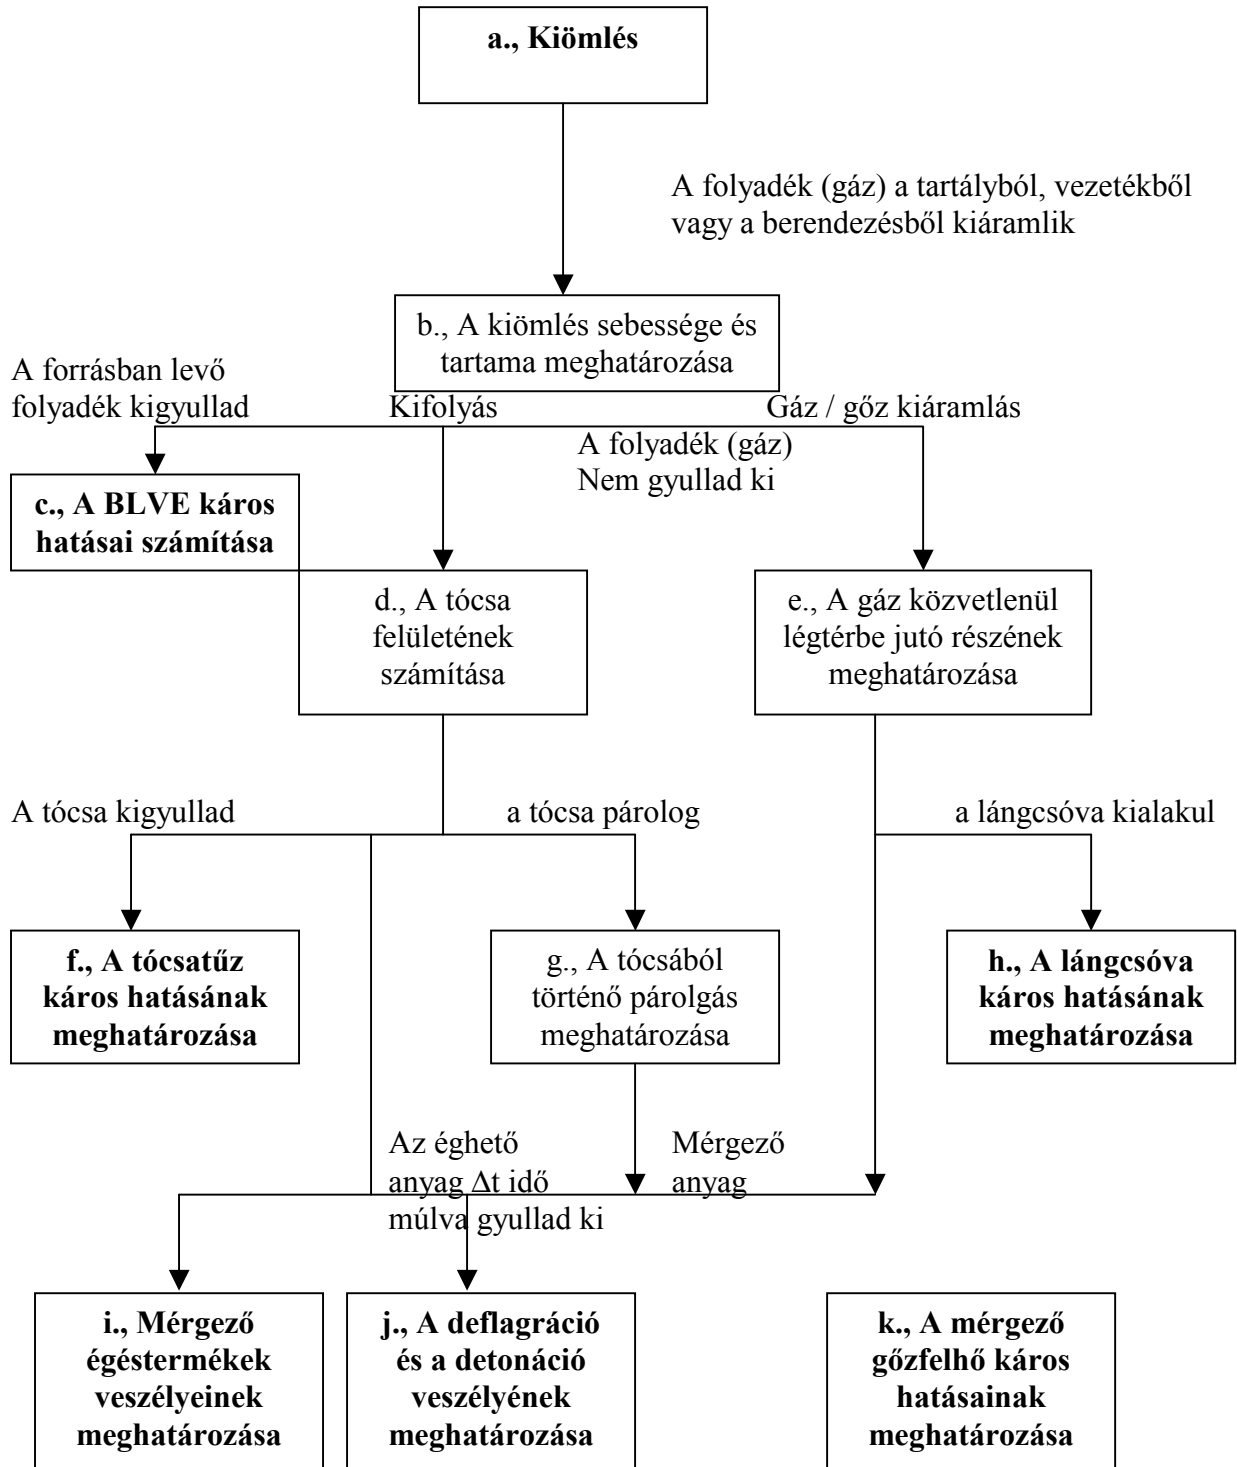 a., Kiömlés
A folyadék (gáz) a tartályból, vezetékből
vagy a berendezésből kiáramlik
b., A kiömlés sebessége és
tartama meghatározása
A forrásban levő
folyadék kigyullad
Kifolyás
Gáz / gőz kiáramlás
A folyadék (gáz)
Nem gyullad ki
c., A BLVE káros
hatásai számítása
d., A tócsa
felületének
számítása
e., A gáz közvetlenül
légtérbe jutó részének
meghatározása
A tócsa kigyullad
a tócsa párolog
a lángcsóva kialakul
f., A tócsatűz
káros hatásának
meghatározása
g., A tócsából
történő párolgás
meghatározása
h., A lángcsóva
káros hatásának
meghatározása
Az éghető
anyag Δt idő
múlva gyullad ki
Mérgező
anyag
i., Mérgező
égéstermékek
veszélyeinek
meghatározása
j., A deflagráció
és a detonáció
veszélyének
meghatározása
k., A mérgező
gőzfelhő káros
hatásainak
meghatározása